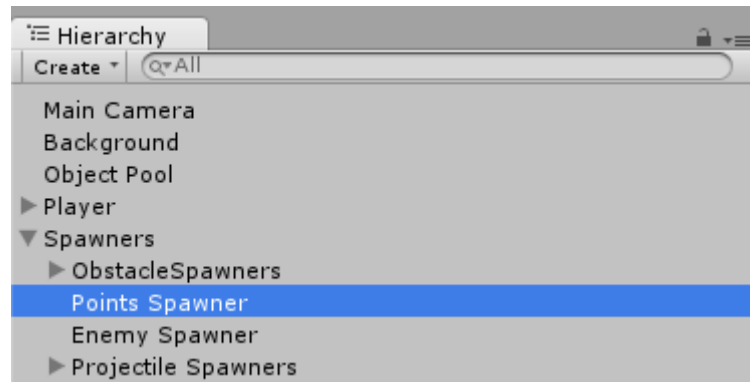 Hierarchy
Create All
Main Camera
Background
Object Pool
Player
Spawners
ObstacleSpawners
Points Spawner
Enemy Spawner
Projectile Spawners